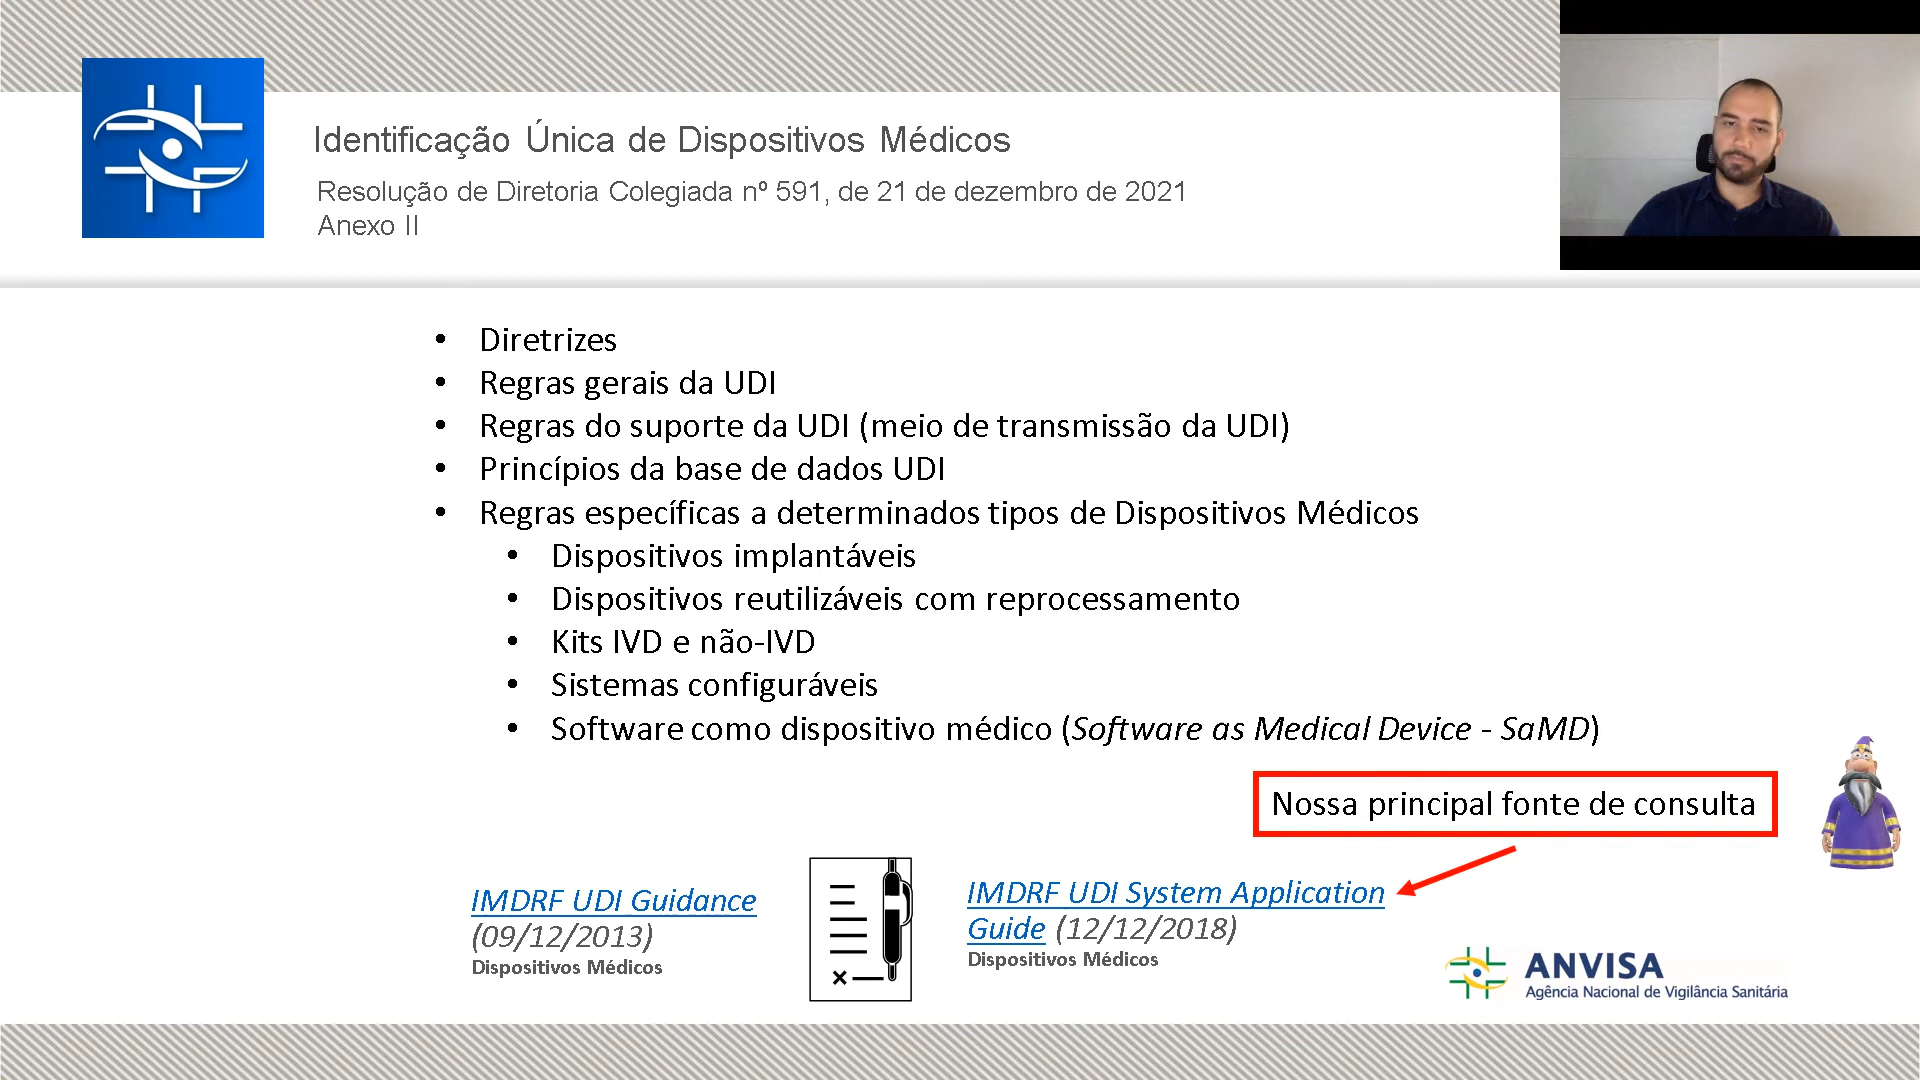 Identificação Única de Dispositivos Médicos
Resolução de Diretoria Colegiada nº 591, de 21 de dezembro de 2021
Anexo II
• Diretrizes
• Regras gerais da UDI
• Regras do suporte da UDI (meio de transmissão da UDI)
• Princípios da base de dados UDI
• Regras específicas a determinados tipos de Dispositivos Médicos
• Dispositivos implantáveis
• Dispositivos reutilizáveis com reprocessamento
• Kits IVD e não-IVD
• Sistemas configuráveis
• Software como dispositivo médico (Software as Medical Device - SaMD)
Nossa principal fonte de consulta
IMDRF UDI Guidance
(09/12/2013)
Dispositivos Médicos
IMDRF UDI System Application
Guide (12/12/2018)
Dispositivos Médicos
ANVISA
Agência Nacional de Vigilância Sanitária